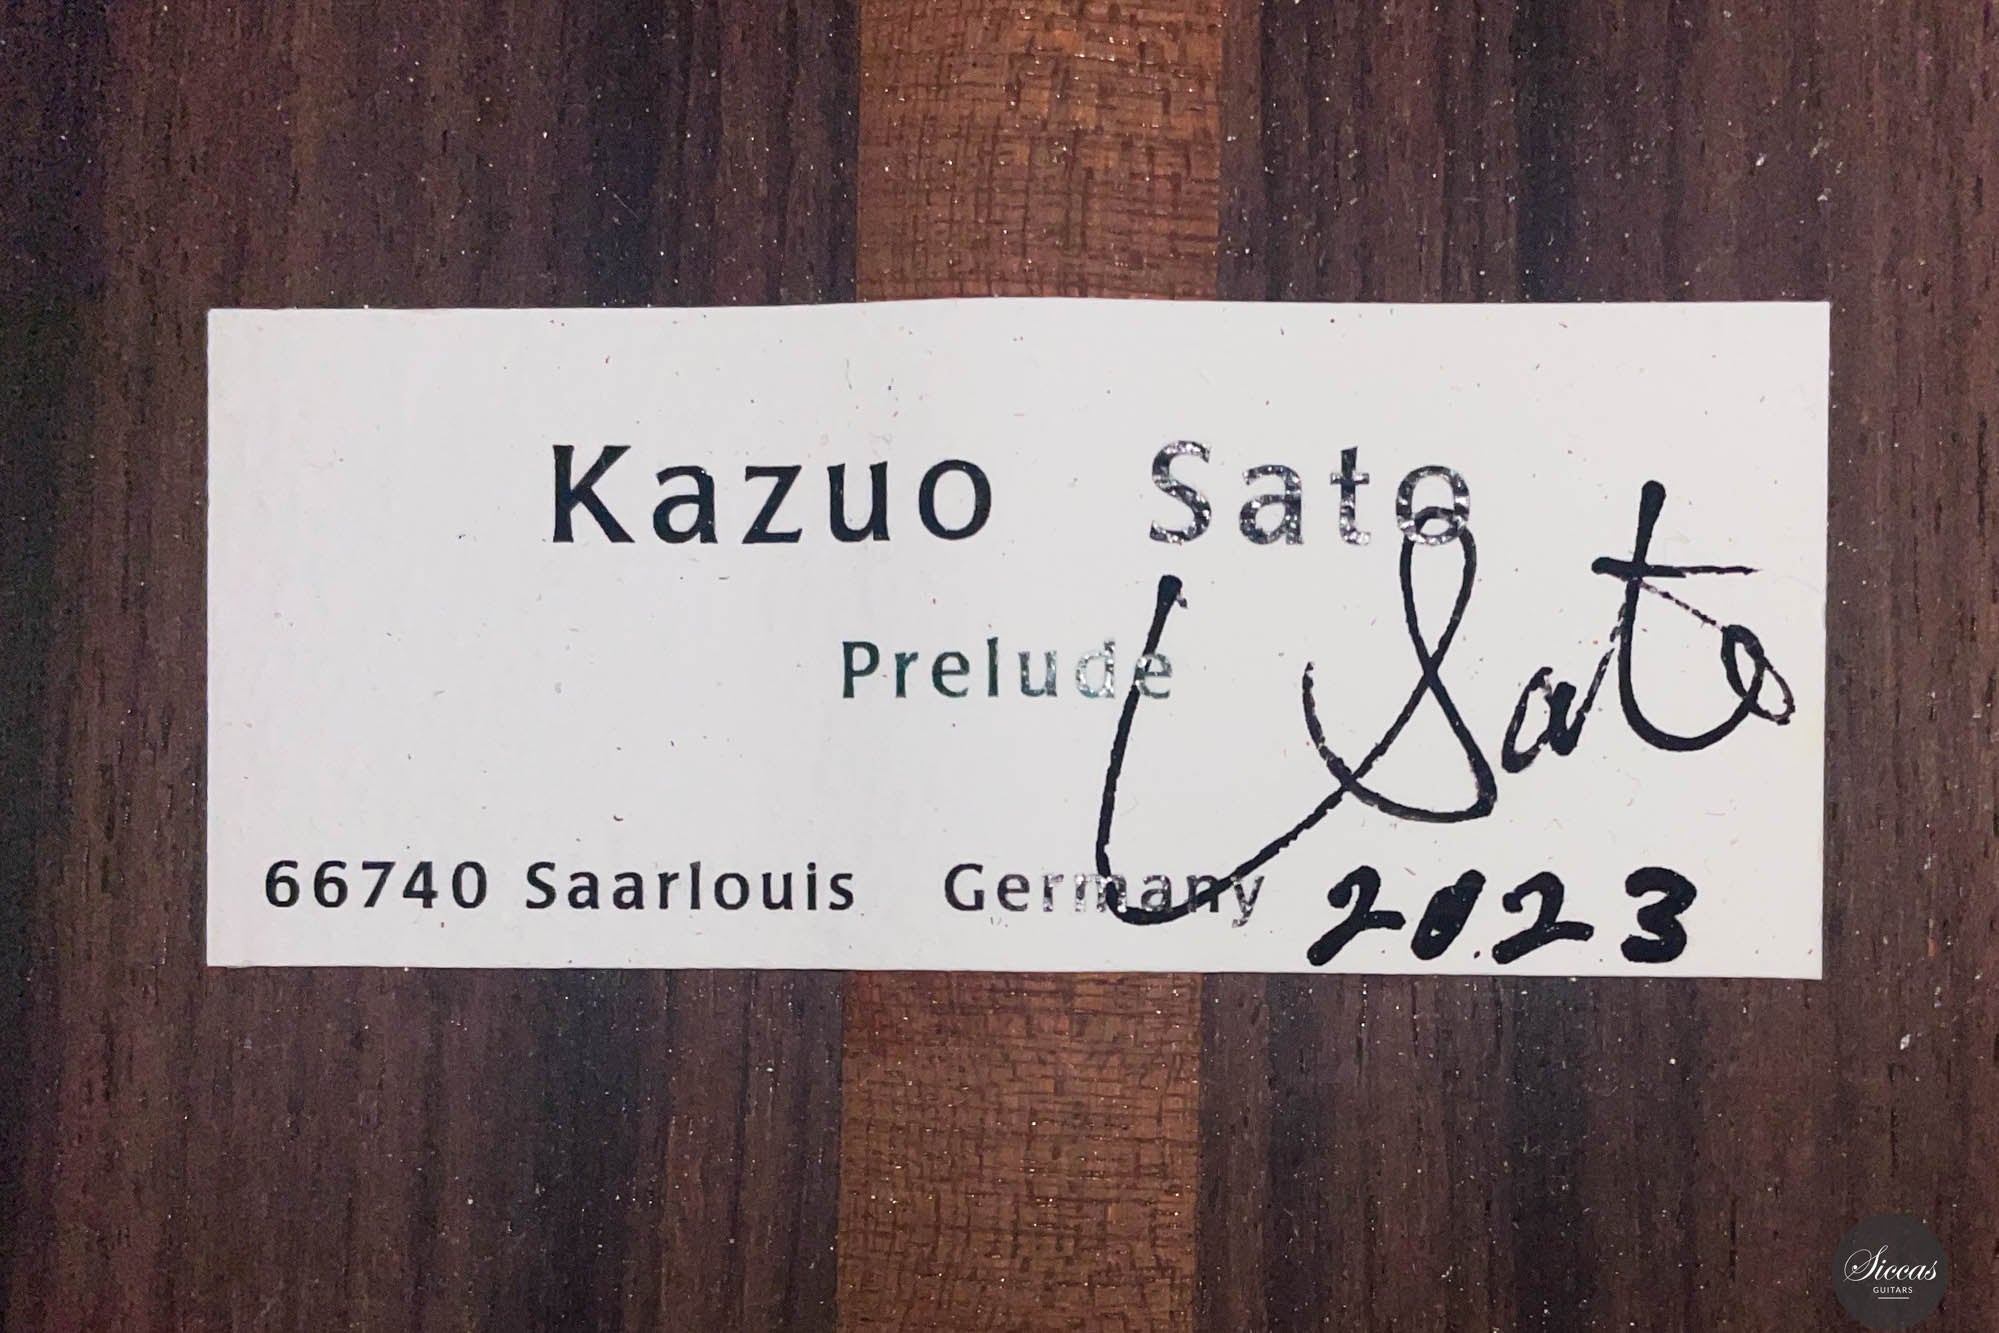 Kazuo Sato
Prelude
Sato
66740 Saarlouis Germany 2023
Siccas
GUITARS